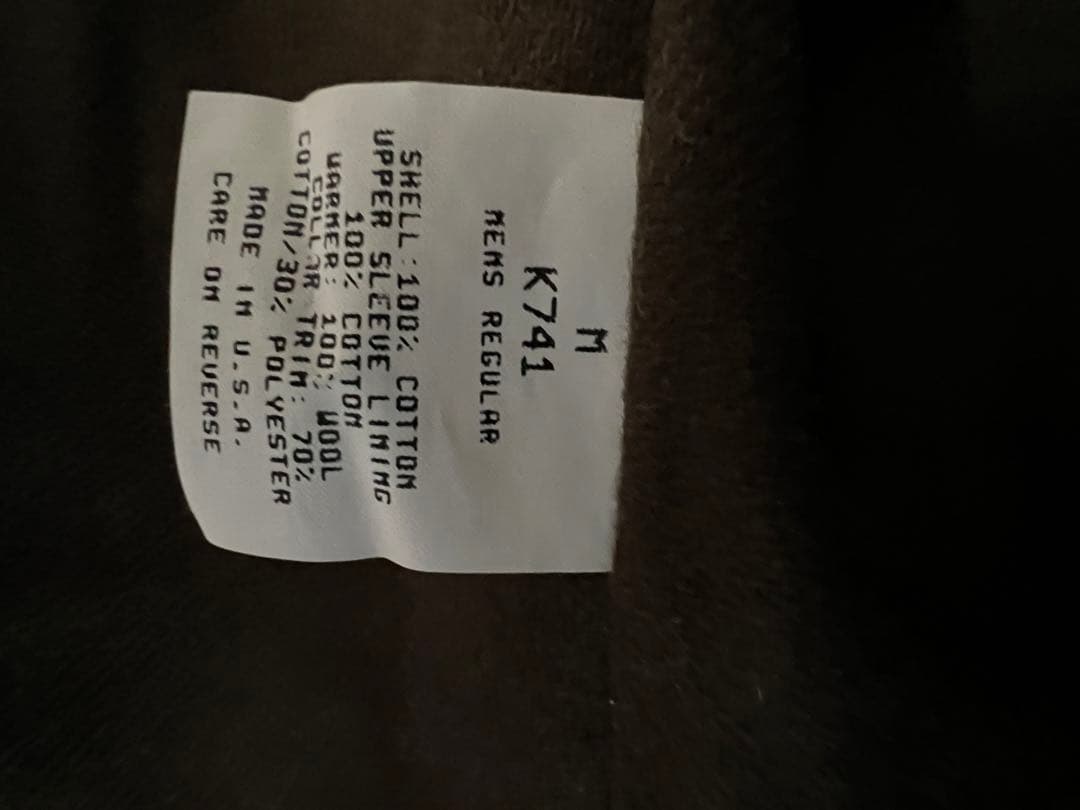 M
K741
MENS REGULAR
SHELL:100% COTTON
UPPER SLEEVE LINING
100% COTTON
WARMER: 100% WOOL
COLLAR TRIM: 70%
COTTON/30% POLYESTER
MADE IN U.S.A.
CARE ON REVERSE